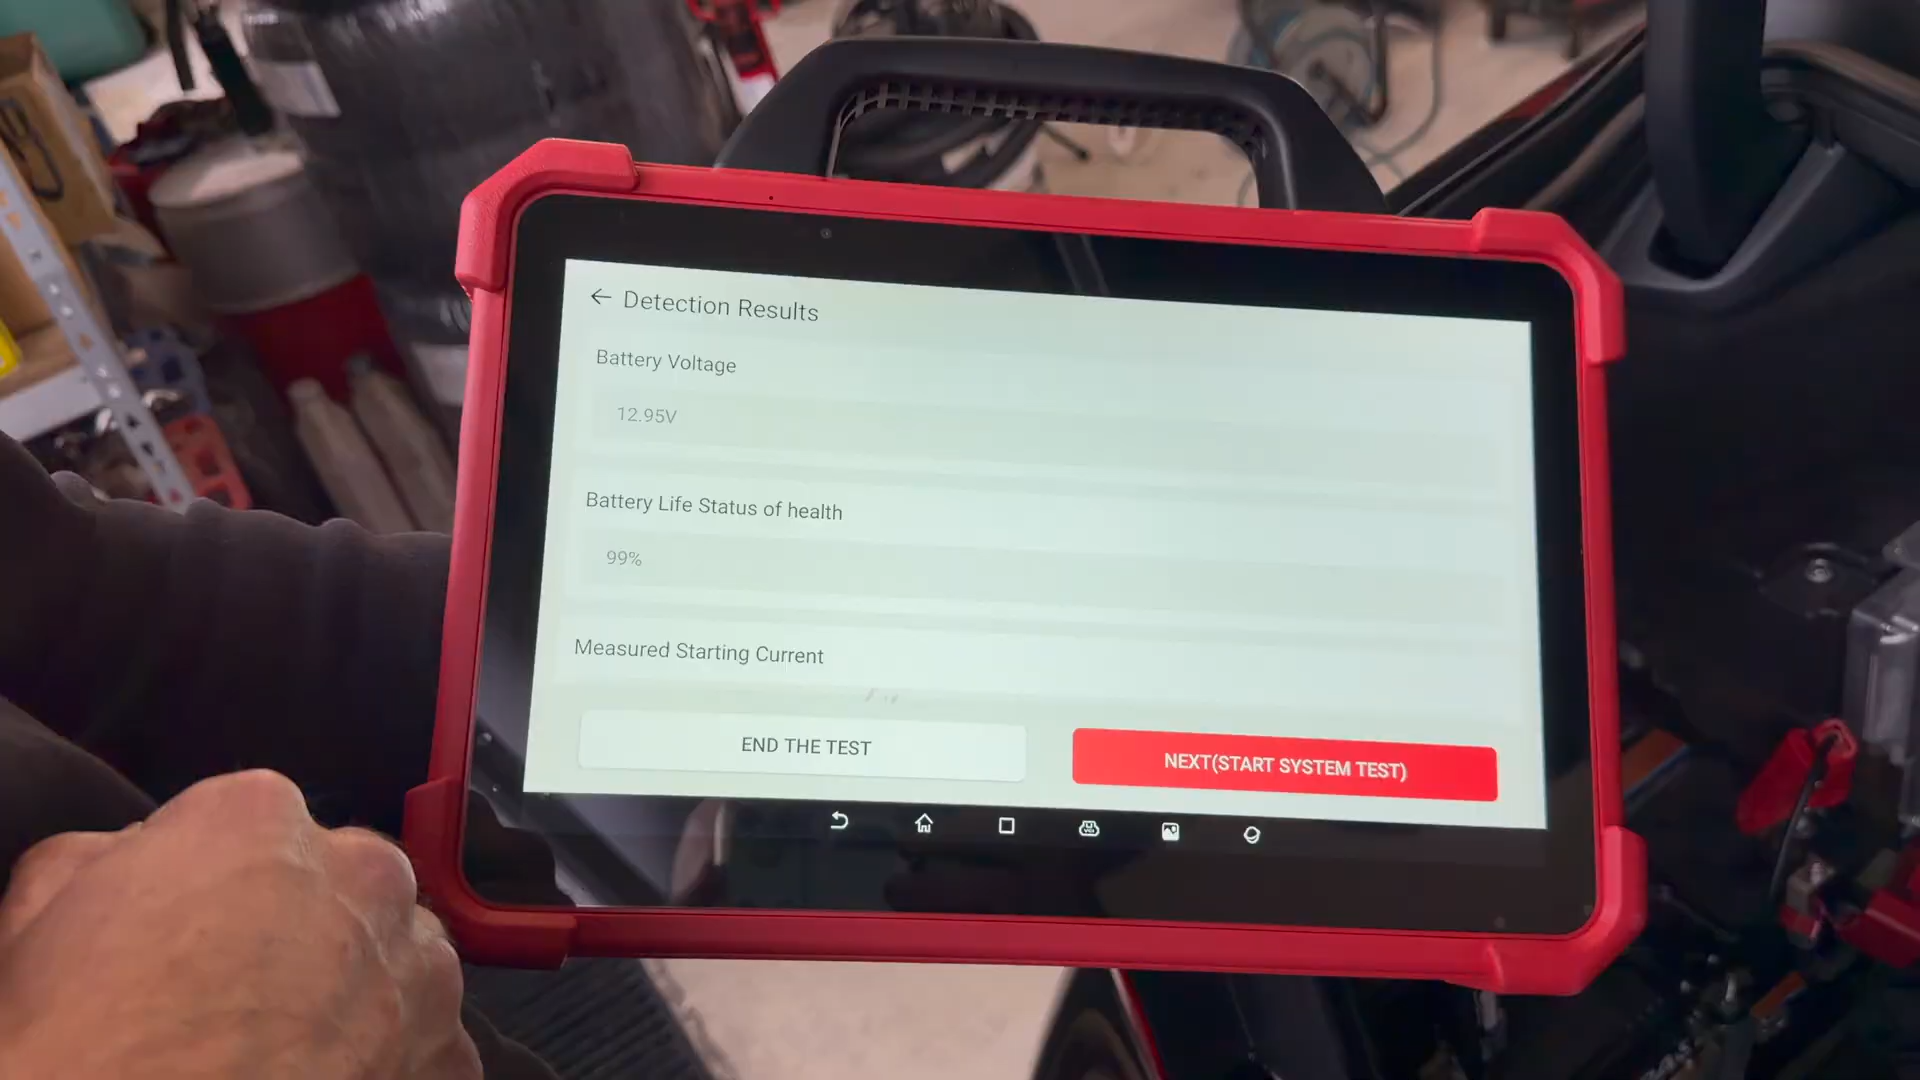 ← Detection Results
Battery Voltage
12.95V
Battery Life Status of health
99%
Measured Starting Current
END THE TEST
NEXT(START SYSTEM TEST)